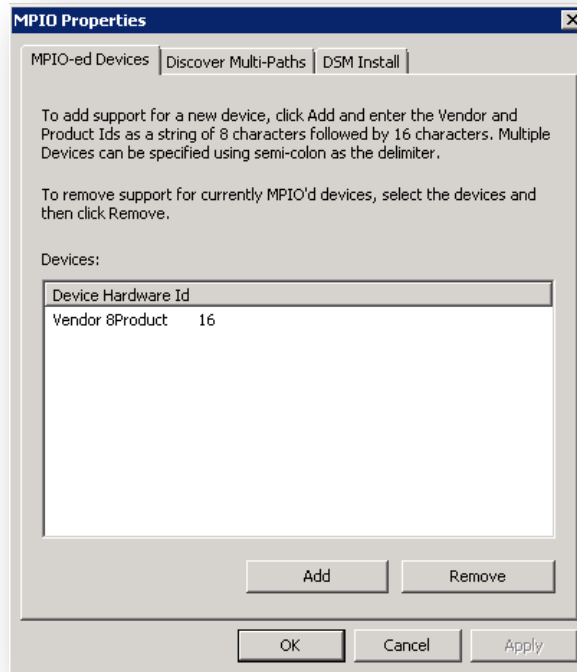 MPIO Properties
MPIO-ed Devices Discover Multi-Paths DSM Install
To add support for a new device, click Add and enter the Vendor and
Product Ids as a string of 8 characters followed by 16 characters. Multiple
Devices can be specified using semi-colon as the delimiter.
To remove support for currently MPIO'd devices, select the devices and
then click Remove.
Devices:
Device Hardware Id
Vendor 8Product 16
Add Remove
OK Cancel Apply